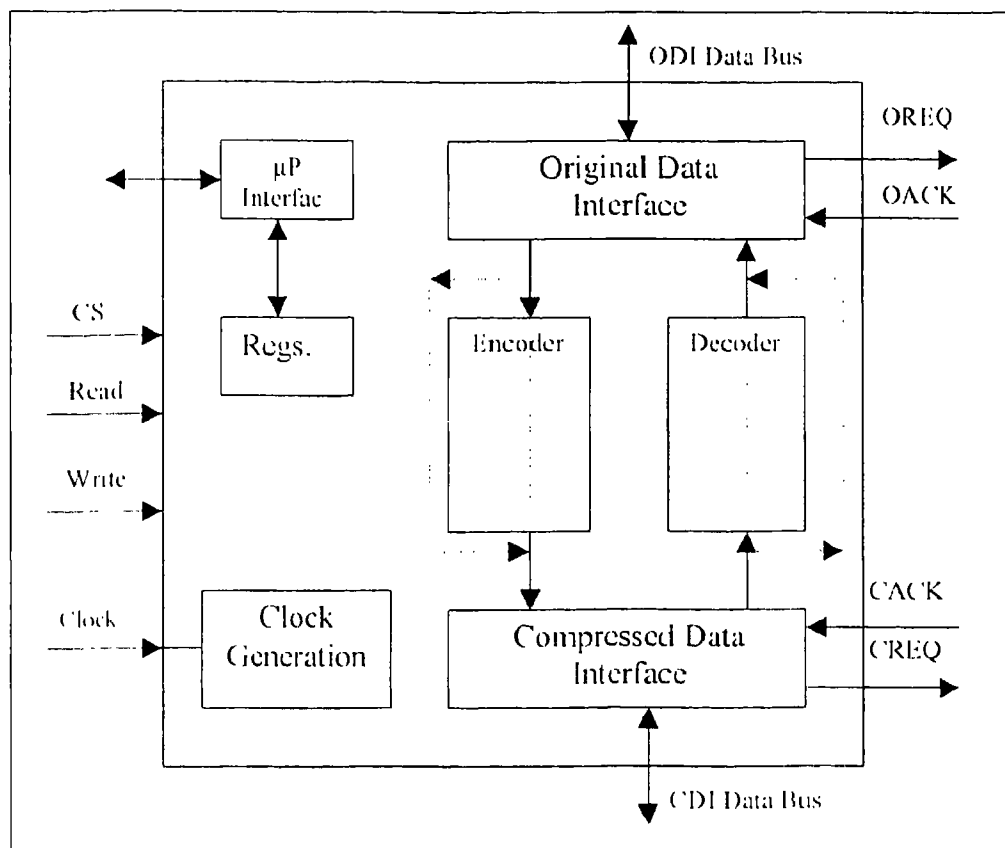 ODI Data Bus
OREQ
µP
Interfac
Original Data
Interface
OACK
CS
Regs.
Encoder
Decoder
Read
Write
Clock
Clock
Generation
CACK
Compressed Data
Interface
CREQ
CDI Data Bus